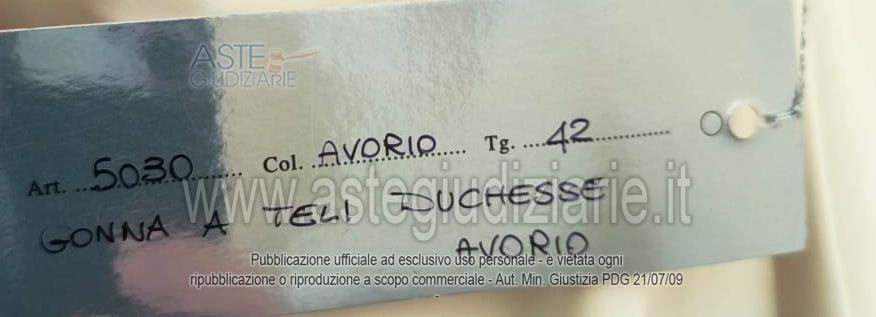 ASTE
GIUDIZIARIE
Art. 5030 Col. AVORIO Tg. 42
www.astegiudiziarie.it
GONNA A TELI DUCHESSE
AVORIO
Pubblicazione ufficiale ad esclusivo uso personale - è vietata ogni
ripubblicazione o riproduzione a scopo commerciale - Aut. Min. Giustizia PDG 21/07/09
-